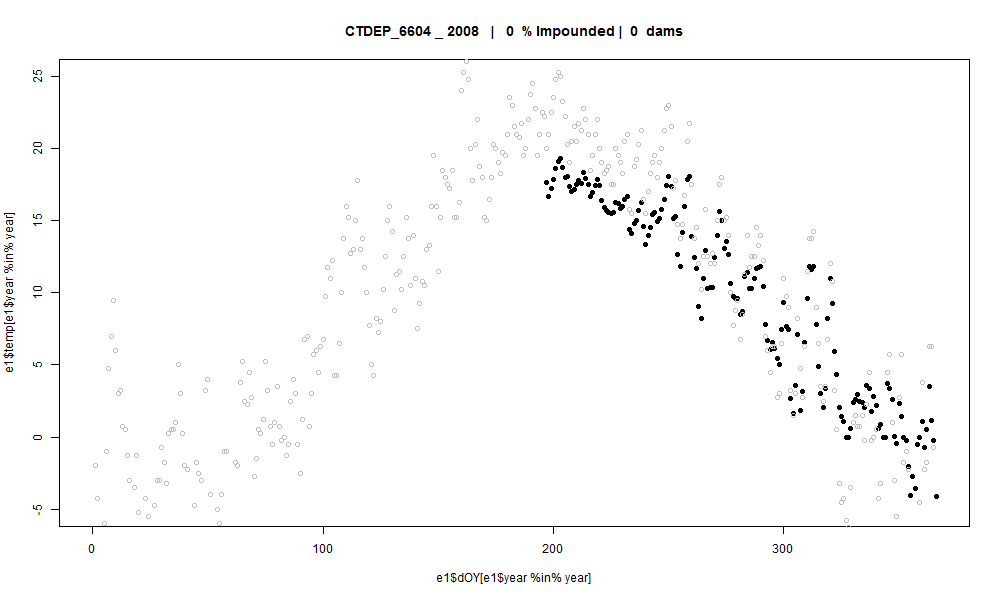 CTDEP_6604 _ 2008 | 0 % Impounded | 0 dams
e1$temp[e1$year %in% year]
25
20
15
10
5
0
-5
0 100 200 300
e1$dOY[e1$year %in% year]